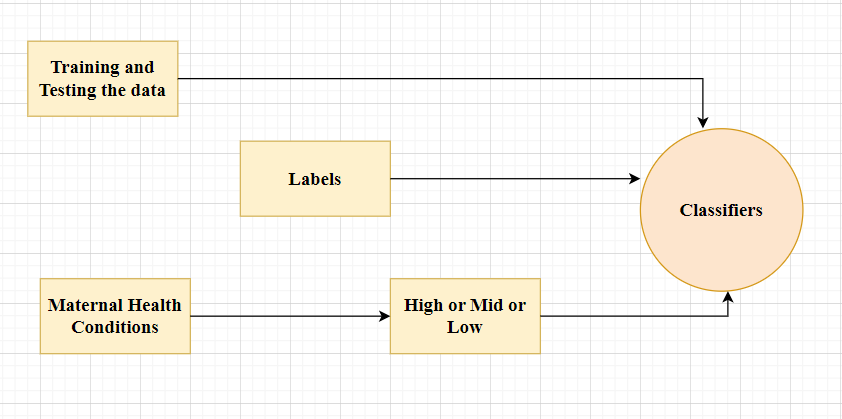 Training and
Testing the data
Labels
Classifiers
Maternal Health
Conditions
High or Mid or
Low